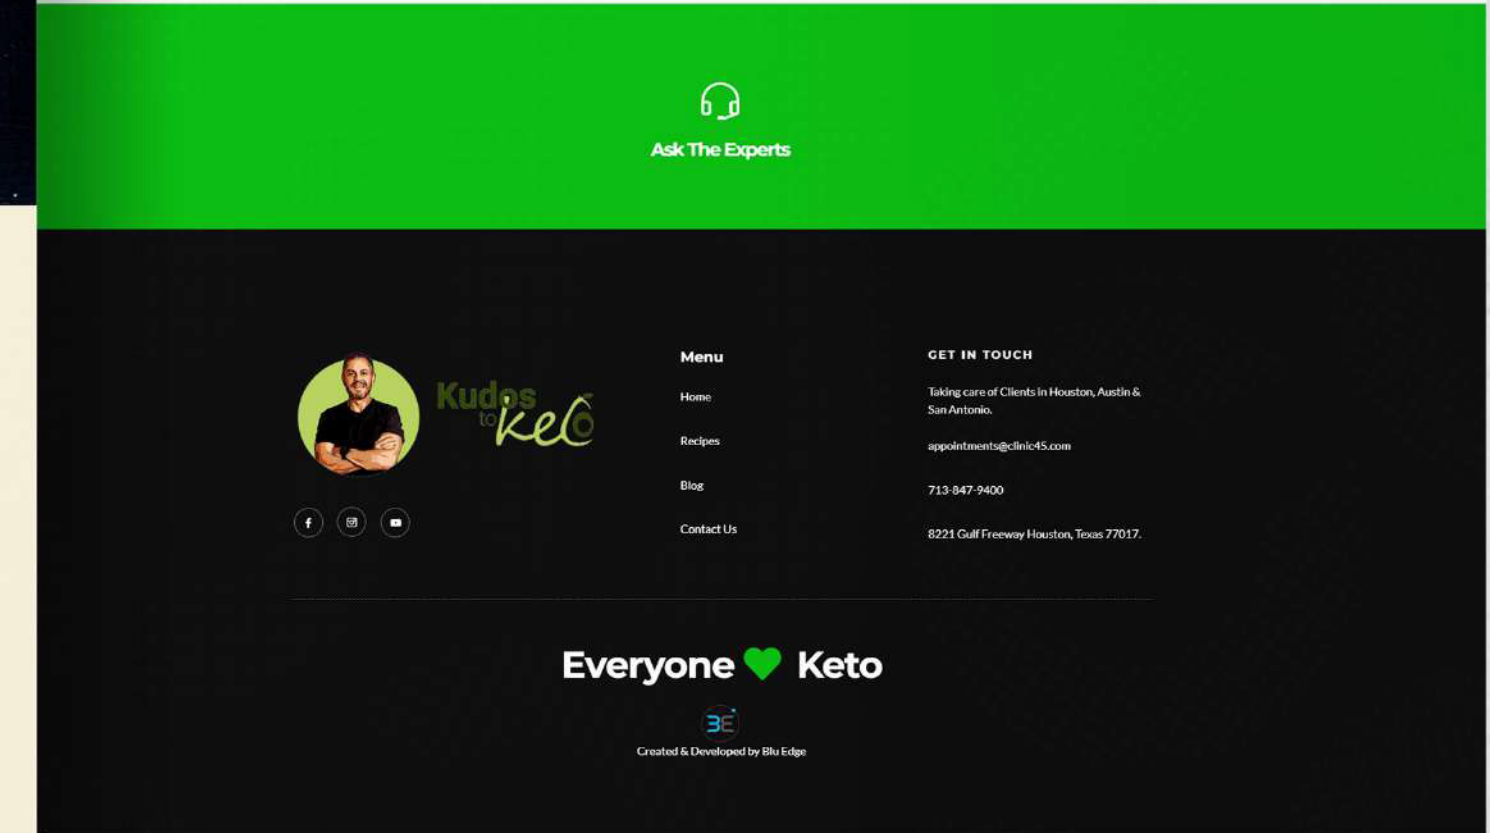 Ask The Experts
Kudos
to
keto
Menu
Home
Recipes
Blog
Contact Us
GET IN TOUCH
Taking care of Clients in Houston, Austin &
San Antonio.
appointments@clinic45.com
713-847-9400
8221 Gulf Freeway Houston, Texas 77017.
Everyone Keto
BE
Created & Developed by Blu Edge